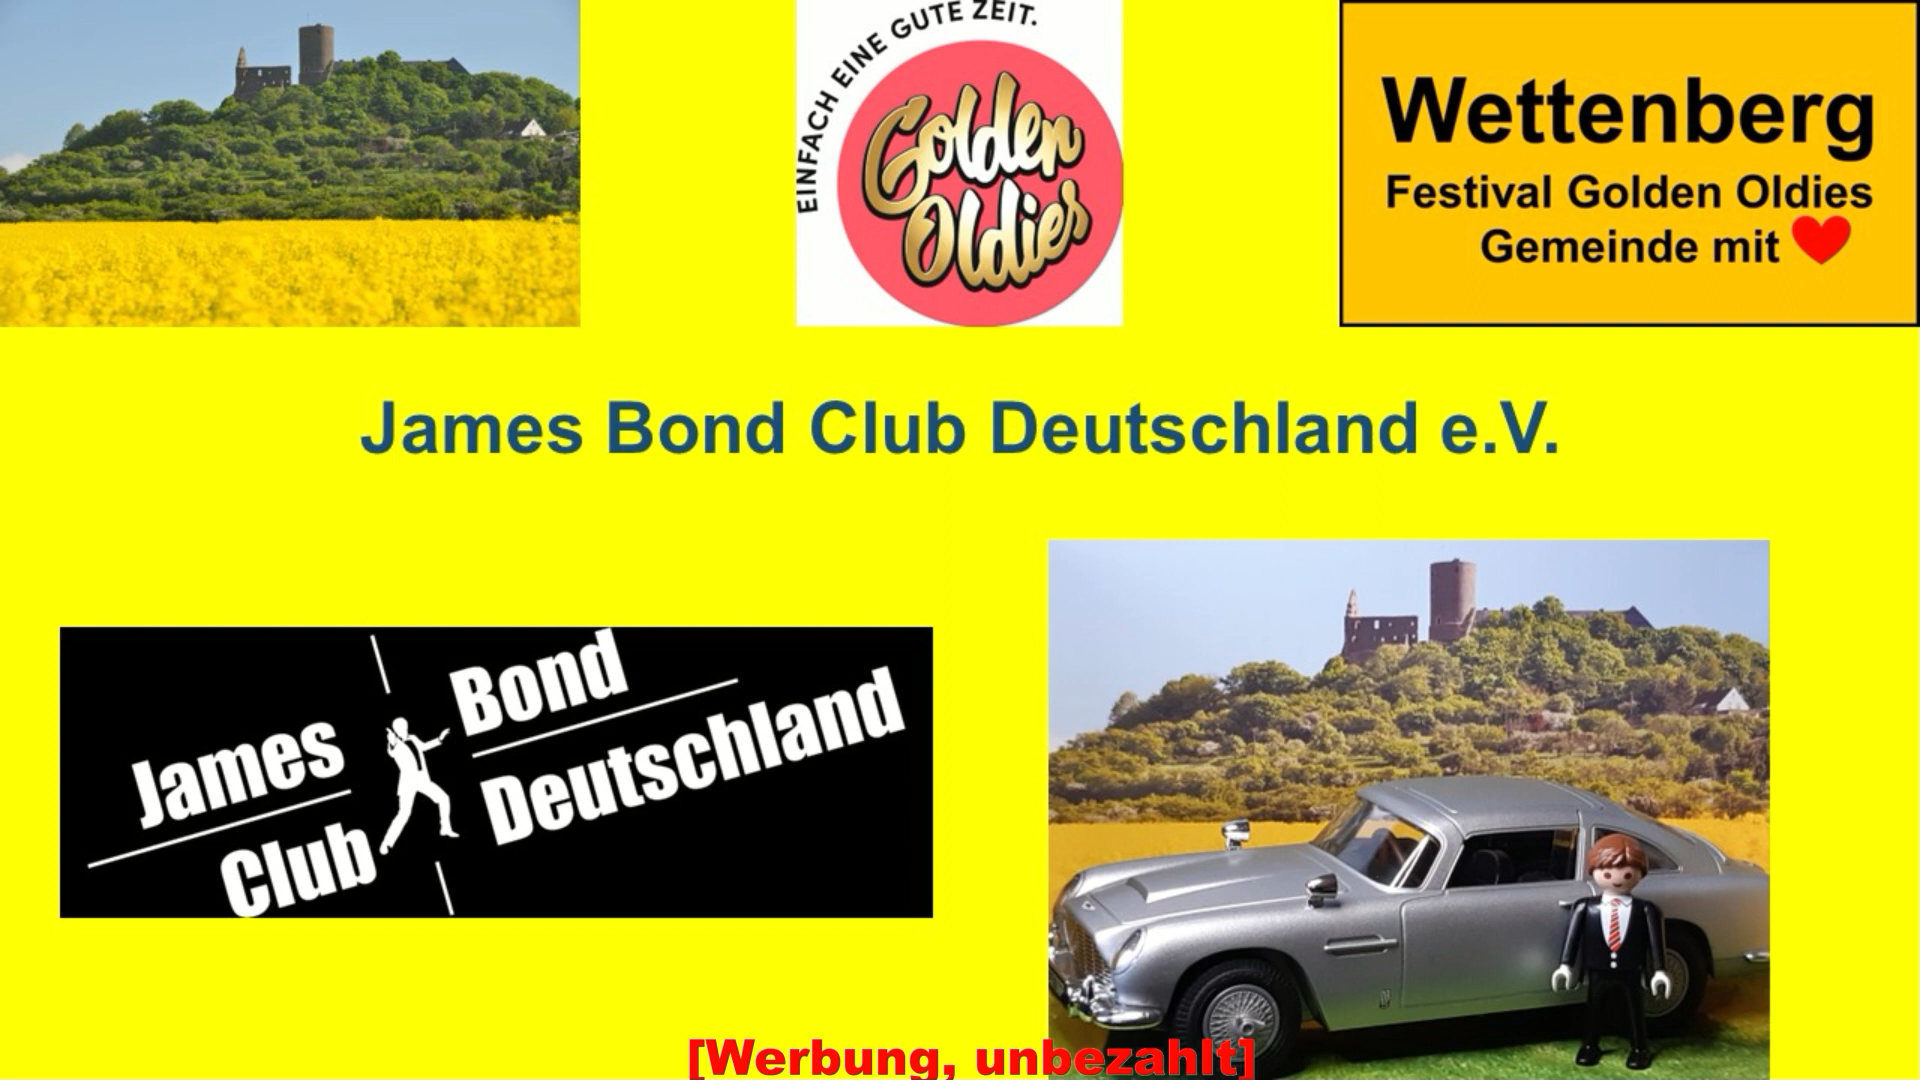 EINFACH EINE GUTE ZEIT.
Golden
Oldies
Wettenberg
Festival Golden Oldies
Gemeinde mit
James Bond Club Deutschland e.V.
James Bond
Club Deutschland
[Werbung, unbezahlt]